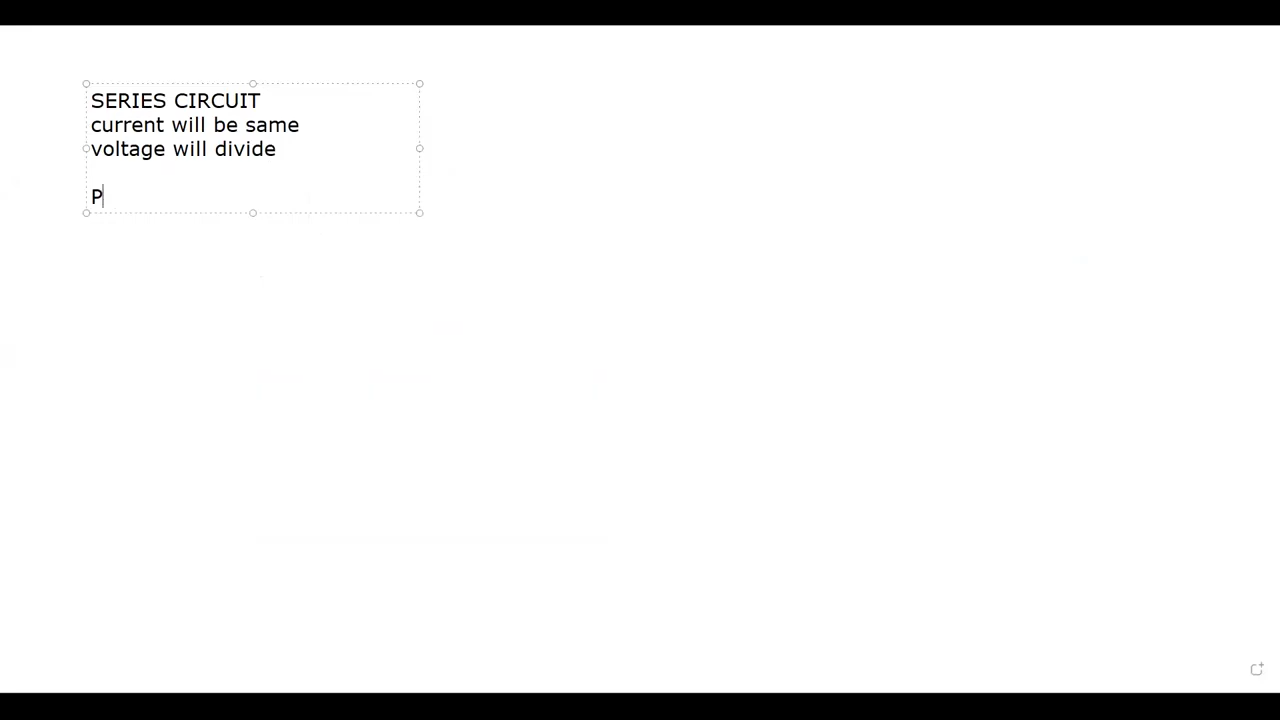 SERIES CIRCUIT
current will be same
voltage will divide
P